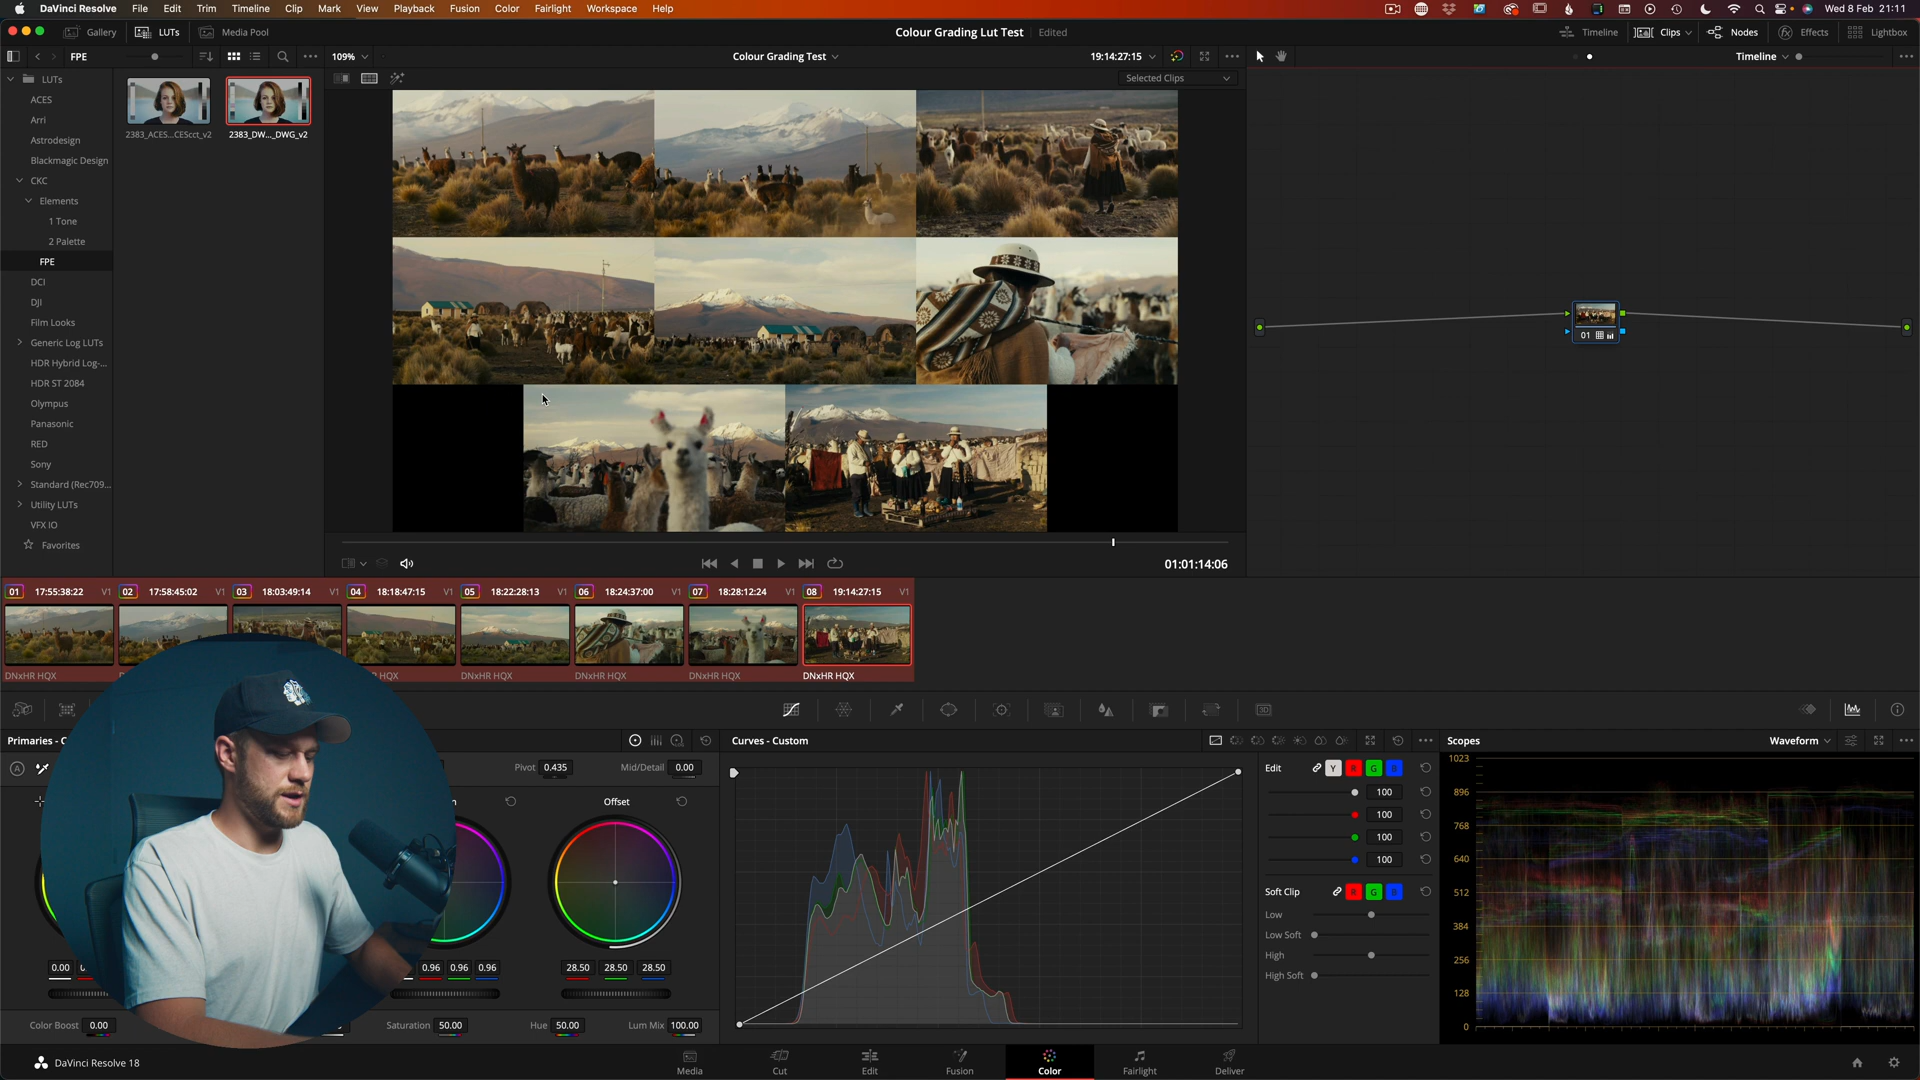 DaVinci Resolve File Edit Trim Timeline Clip Mark View Playback Fusion Color Fairlight Workspace Help Wed 8 Feb 21:11
Gallery LUTs Media Pool Colour Grading Lut Test Edited Timeline Clips Nodes Effects Lightbox
FPE 109% Colour Grading Test 19:14:27:15 Timeline
Selected Clips
LUTs
ACES
Arri
Astrodesign
Blackmagic Design
CKC
Elements
1 Tone
2 Palette
FPE
DCI
DJI
Film Looks
Generic Log LUTs
HDR Hybrid Log-...
HDR ST 2084
Olympus
Panasonic
RED
Sony
Standard (Rec709...
Utility LUTs
VFX IO
Favorites
2383_ACES...CEScct_v2 2383_DW..._DWG_v2
01
01:01:14:06
01 17:55:38:22 V1 02 17:58:45:02 V1 03 18:03:49:14 V1 04 18:18:47:15 V1 05 18:22:28:13 V1 06 18:24:37:00 V1 07 18:28:12:24 V1 08 19:14:27:15 V1
DNxHR HQX DNxHR HQX DNxHR HQX DNxHR HQX DNxHR HQX
Primaries - C Curves - Custom Scopes Waveform
Pivot 0.435 Mid/Detail 0.00
Offset
0.00 0.96 0.96 0.96 28.50 28.50 28.50
Color Boost 0.00 Saturation 50.00 Hue 50.00 Lum Mix 100.00
Edit Y R G B
100
100
100
100
Soft Clip R G B
Low
Low Soft
High
High Soft
1023
896
768
640
512
384
256
128
0
DaVinci Resolve 18 Media Cut Edit Fusion Color Fairlight Deliver